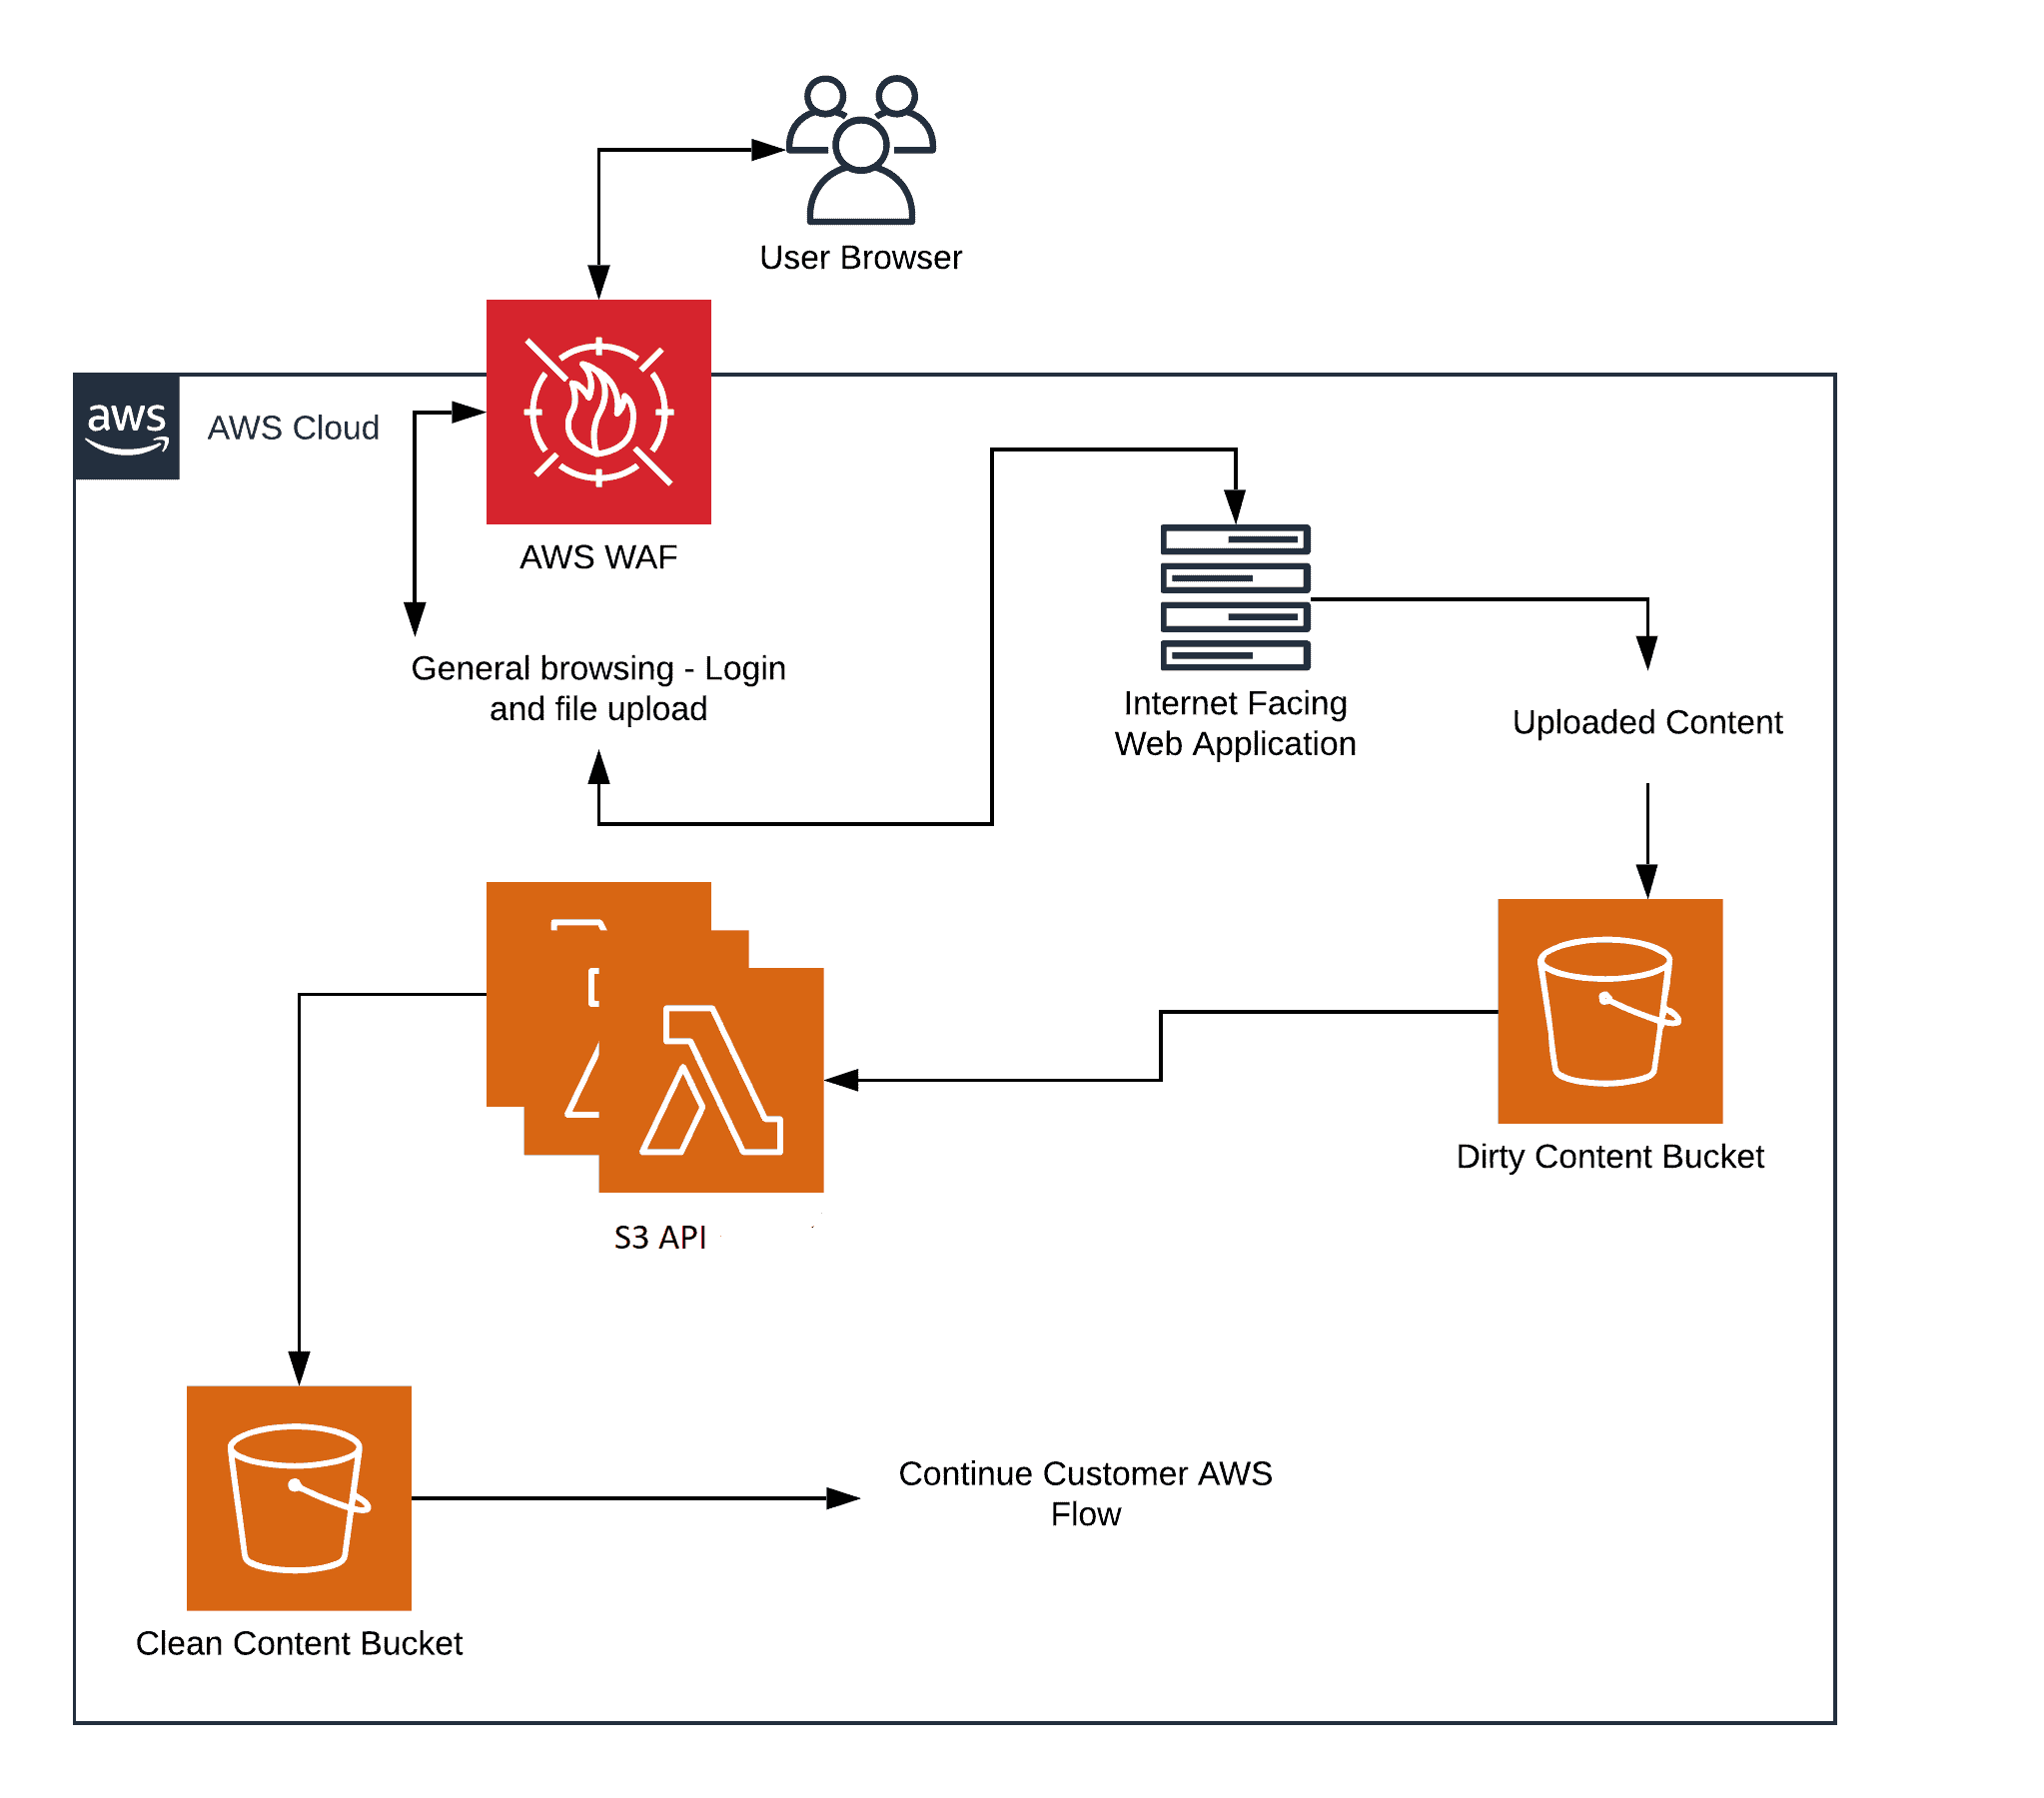 User Browser
aws
AWS Cloud
AWS WAF
General browsing - Login
and file upload
Internet Facing
Web Application
Uploaded Content
Dirty Content Bucket
S3 API
Continue Customer AWS
Flow
Clean Content Bucket